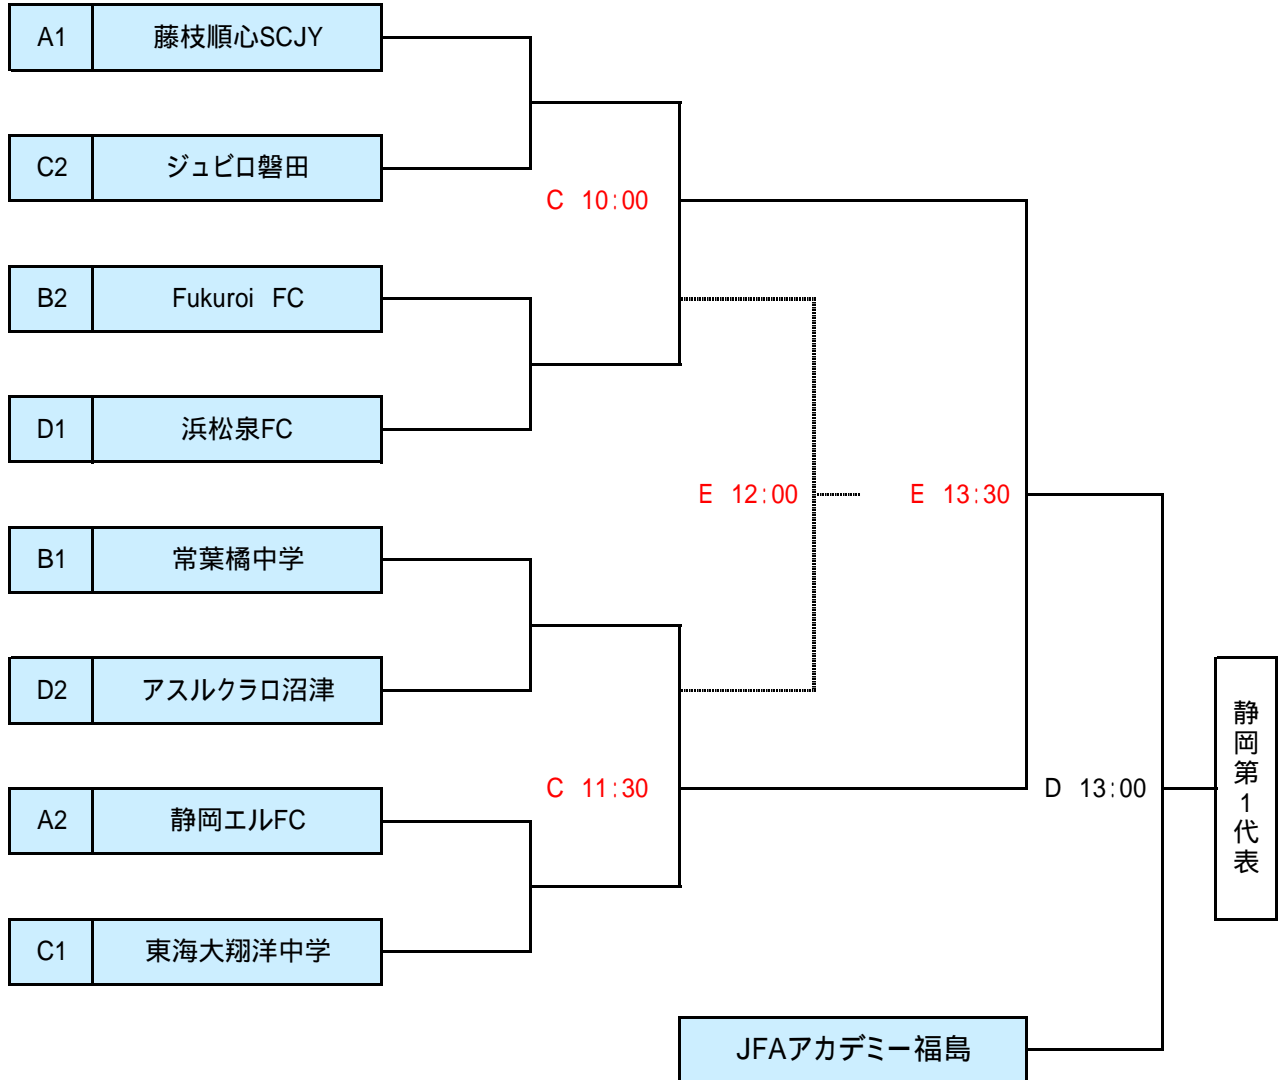 A1 藤枝順心SCJY
C2 ジュビロ磐田
C 10:00
B2 Fukuroi FC
D1 浜松泉FC
E 12:00
E 13:30
B1 常葉橘中学
D2 アスルクラロ沼津
C 11:30
D 13:00
静岡第1代表
A2 静岡エルFC
C1 東海大翔洋中学
JFAアカデミー福島